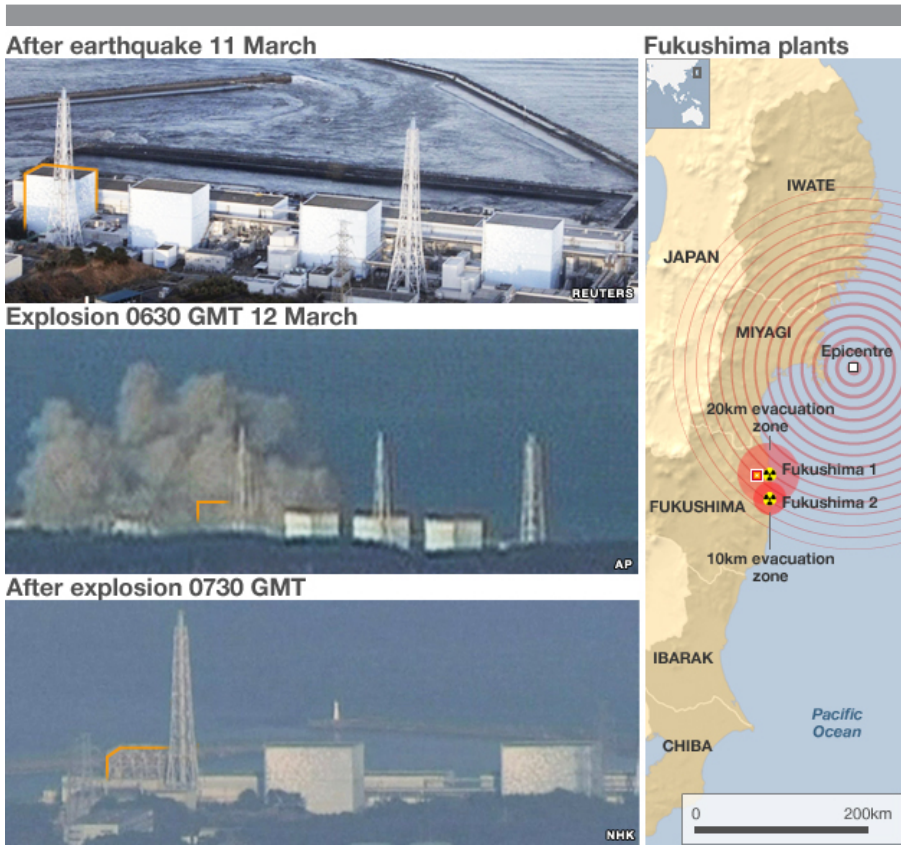 After earthquake 11 March
REUTERS
Explosion 0630 GMT 12 March
AP
After explosion 0730 GMT
NHK
Fukushima plants
IWATE
JAPAN
MIYAGI
Epicentre
20km evacuation
zone
Fukushima 1
FUKUSHIMA
Fukushima 2
10km evacuation
zone
IBARAK
Pacific
Ocean
CHIBA
0
200km